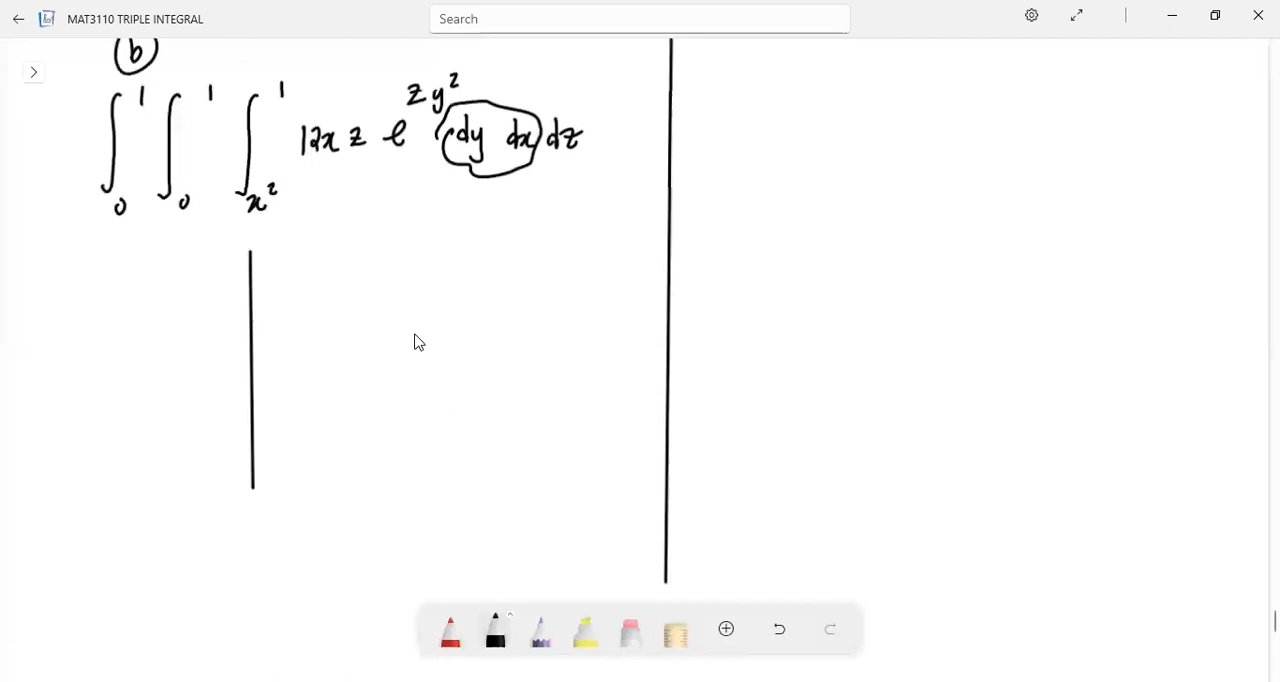 MAT3110 TRIPLE INTEGRAL
Search
(b)
∫₀¹ ∫₀¹ ∫ₓ²¹ 12x z e^{zy²} dy dx dz